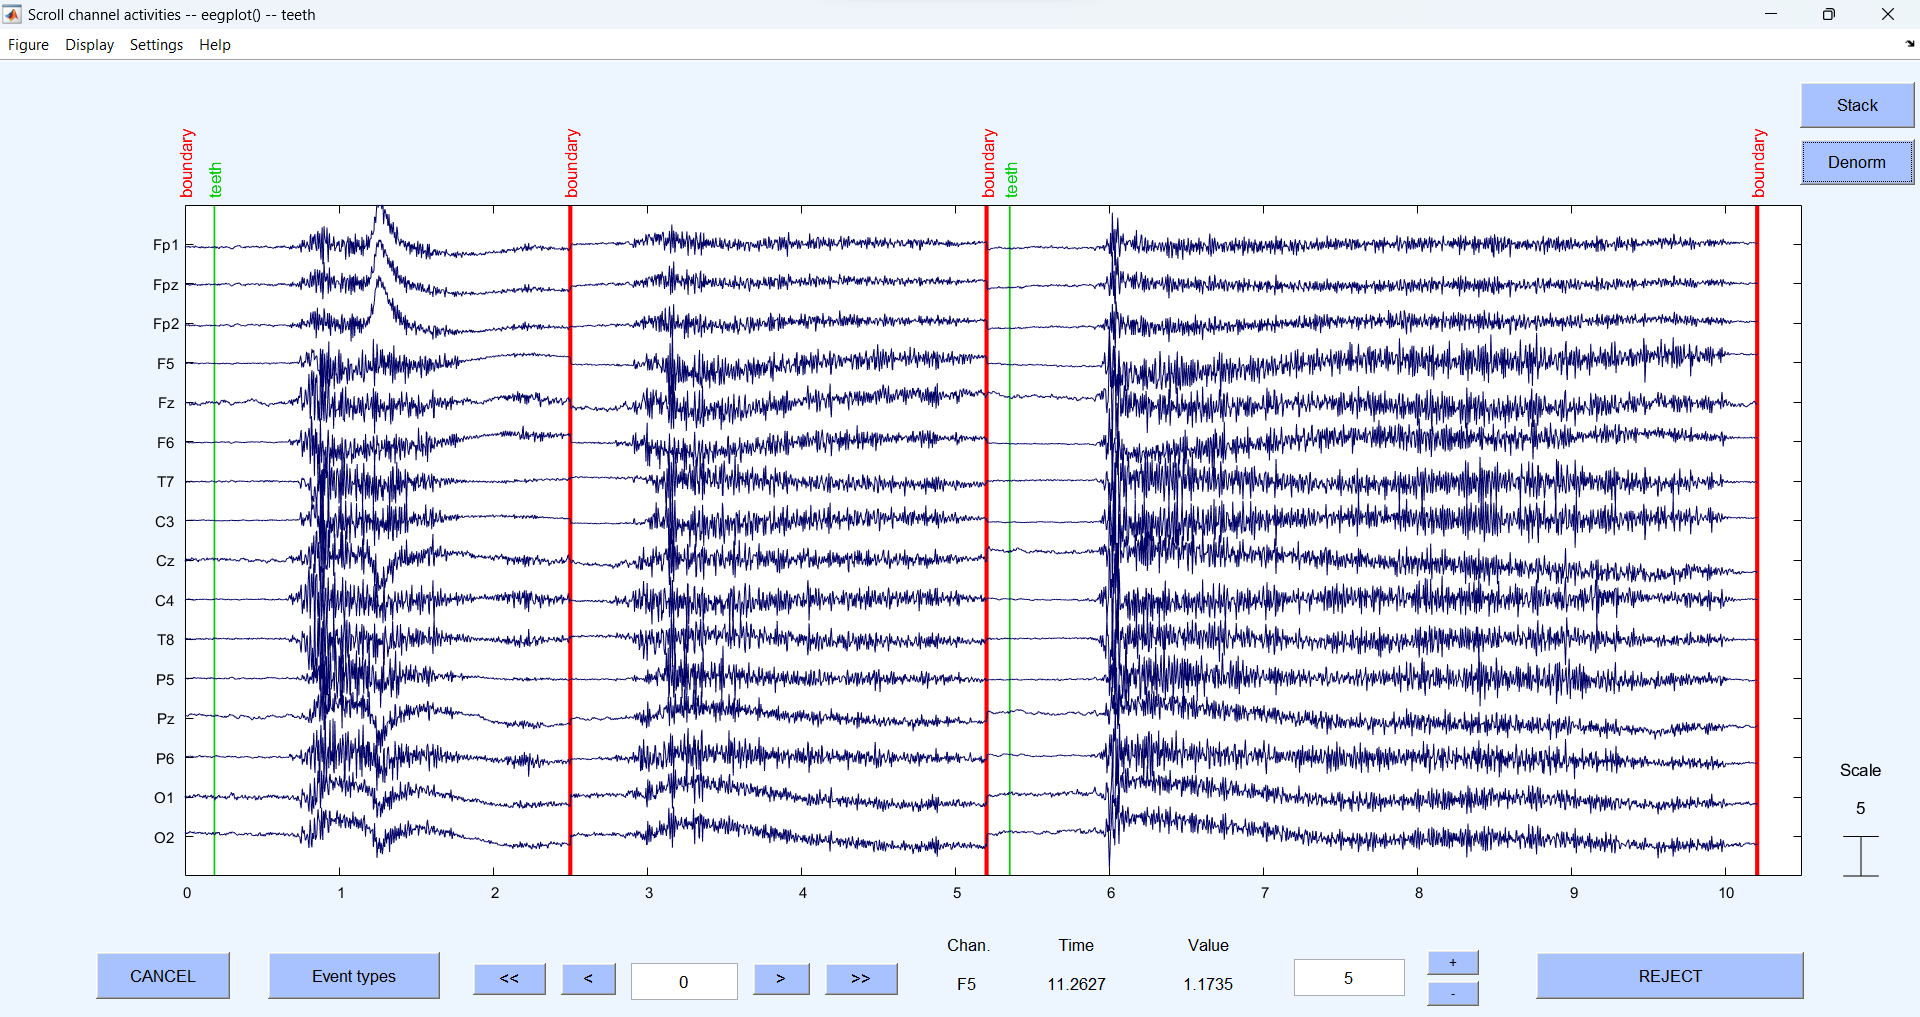 Scroll channel activities -- eegplot() -- teeth
Figure Display Settings Help
Stack
Denorm
boundary
teeth
boundary
boundary
teeth
boundary
Fp1
Fpz
Fp2
F5
Fz
F6
T7
C3
Cz
C4
T8
P5
Pz
P6
O1
O2
0 1 2 3 4 5 6 7 8 9 10
Scale
5
Chan. Time Value
F5 11.2627 1.1735
CANCEL Event types << < 0 > >> 5 + - REJECT